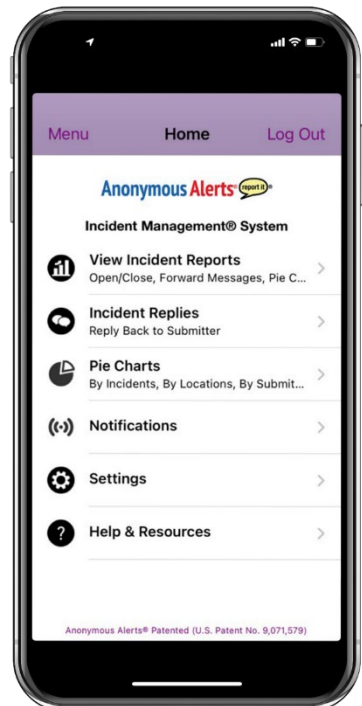 Menu Home Log Out
Anonymous Alerts® report it®
Incident Management® System
View Incident Reports
Open/Close, Forward Messages, Pie C...
Incident Replies
Reply Back to Submitter
Pie Charts
By Incidents, By Locations, By Submit...
Notifications
Settings
? Help & Resources
Anonymous Alerts® Patented (U.S. Patent No. 9,071,579)